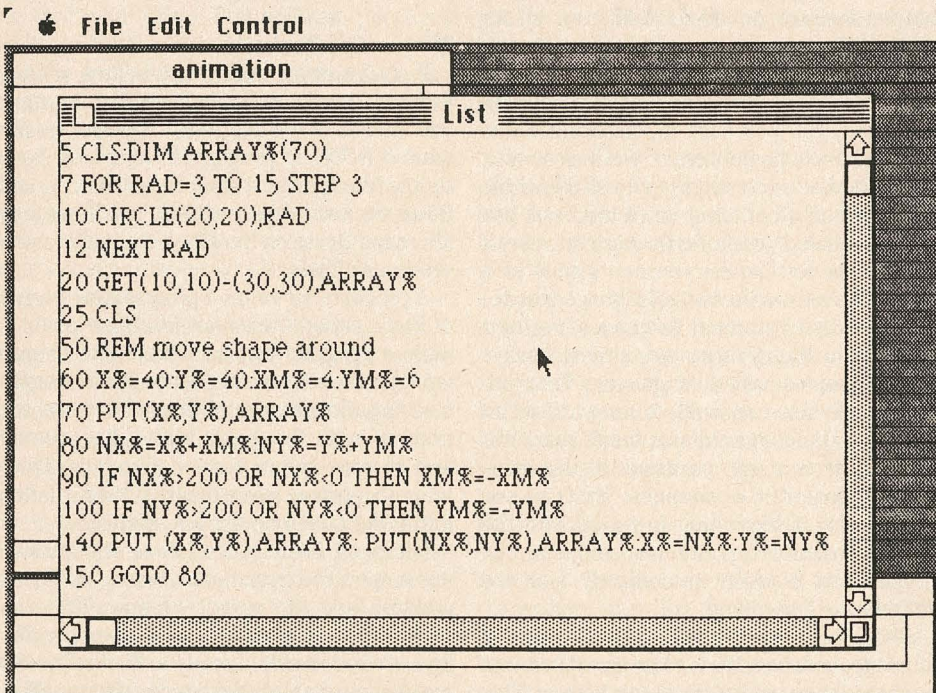 File Edit Control
animation
List
5 CLS:DIM ARRAY%(70)
7 FOR RAD=3 TO 15 STEP 3
10 CIRCLE(20,20),RAD
12 NEXT RAD
20 GET(10,10)-(30,30),ARRAY%
25 CLS
50 REM move shape around
60 X%=40:Y%=40:XM%=4:YM%=6
70 PUT(X%,Y%),ARRAY%
80 NX%=X%+XM%:NY%=Y%+YM%
90 IF NX%>200 OR NX%<0 THEN XM%=-XM%
100 IF NY%>200 OR NY%<0 THEN YM%=-YM%
140 PUT (X%,Y%),ARRAY%: PUT(NX%,NY%),ARRAY%:X%=NX%:Y%=NY%
150 GOTO 80